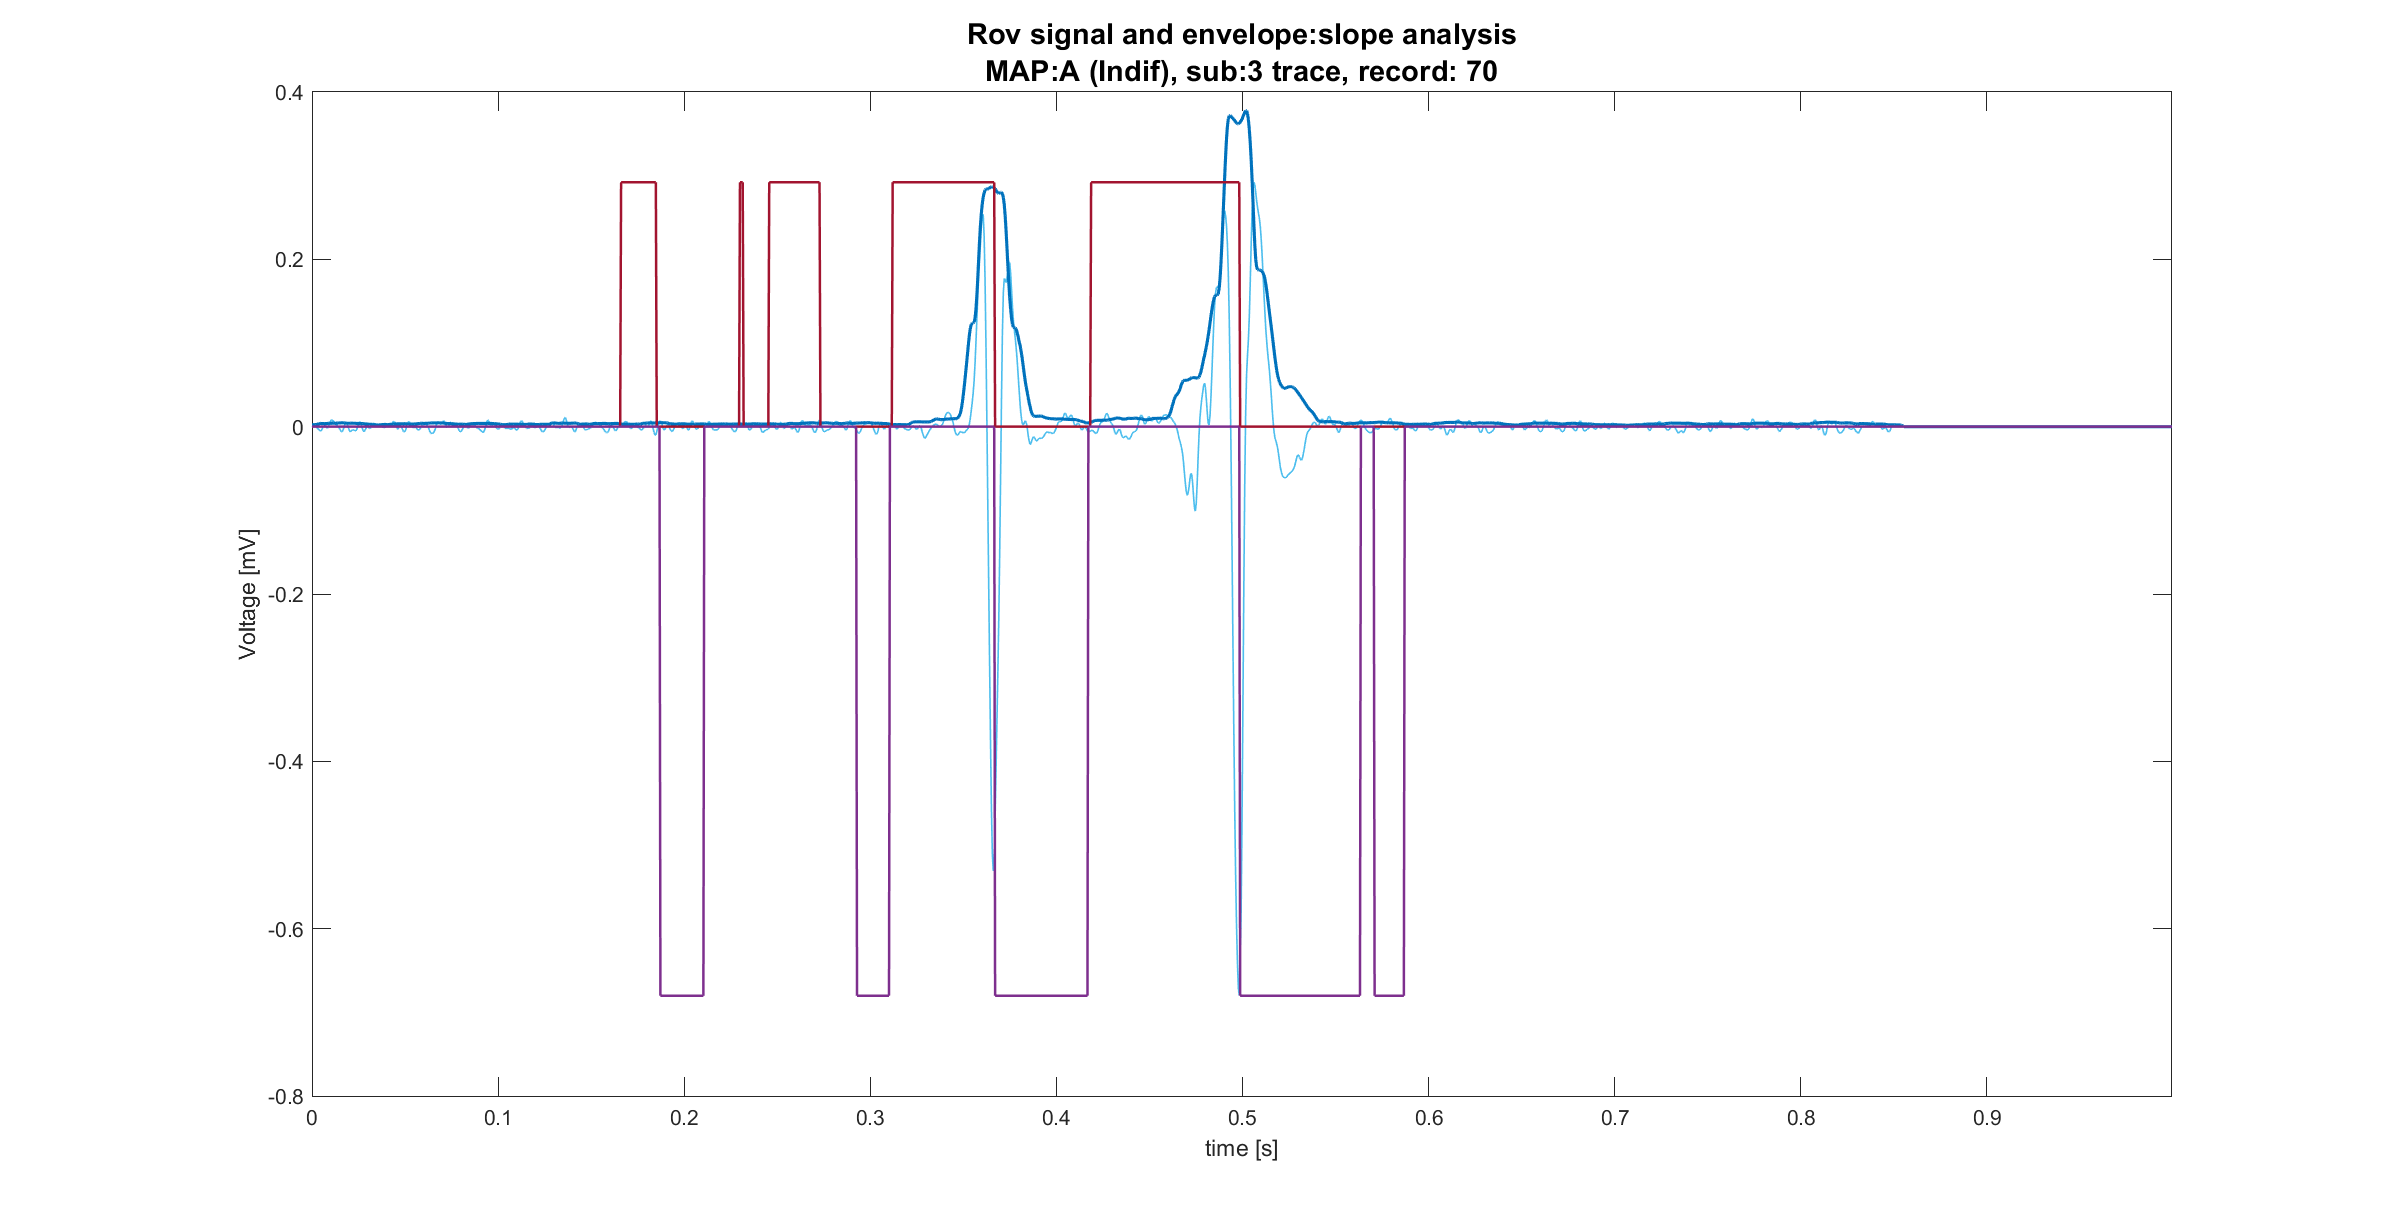 Rov signal and envelope:slope analysis
MAP:A (Indif), sub:3 trace, record: 70
0.4
0.2
0
-0.2
-0.4
-0.6
-0.8
Voltage [mV]
0 0.1 0.2 0.3 0.4 0.5 0.6 0.7 0.8 0.9
time [s]